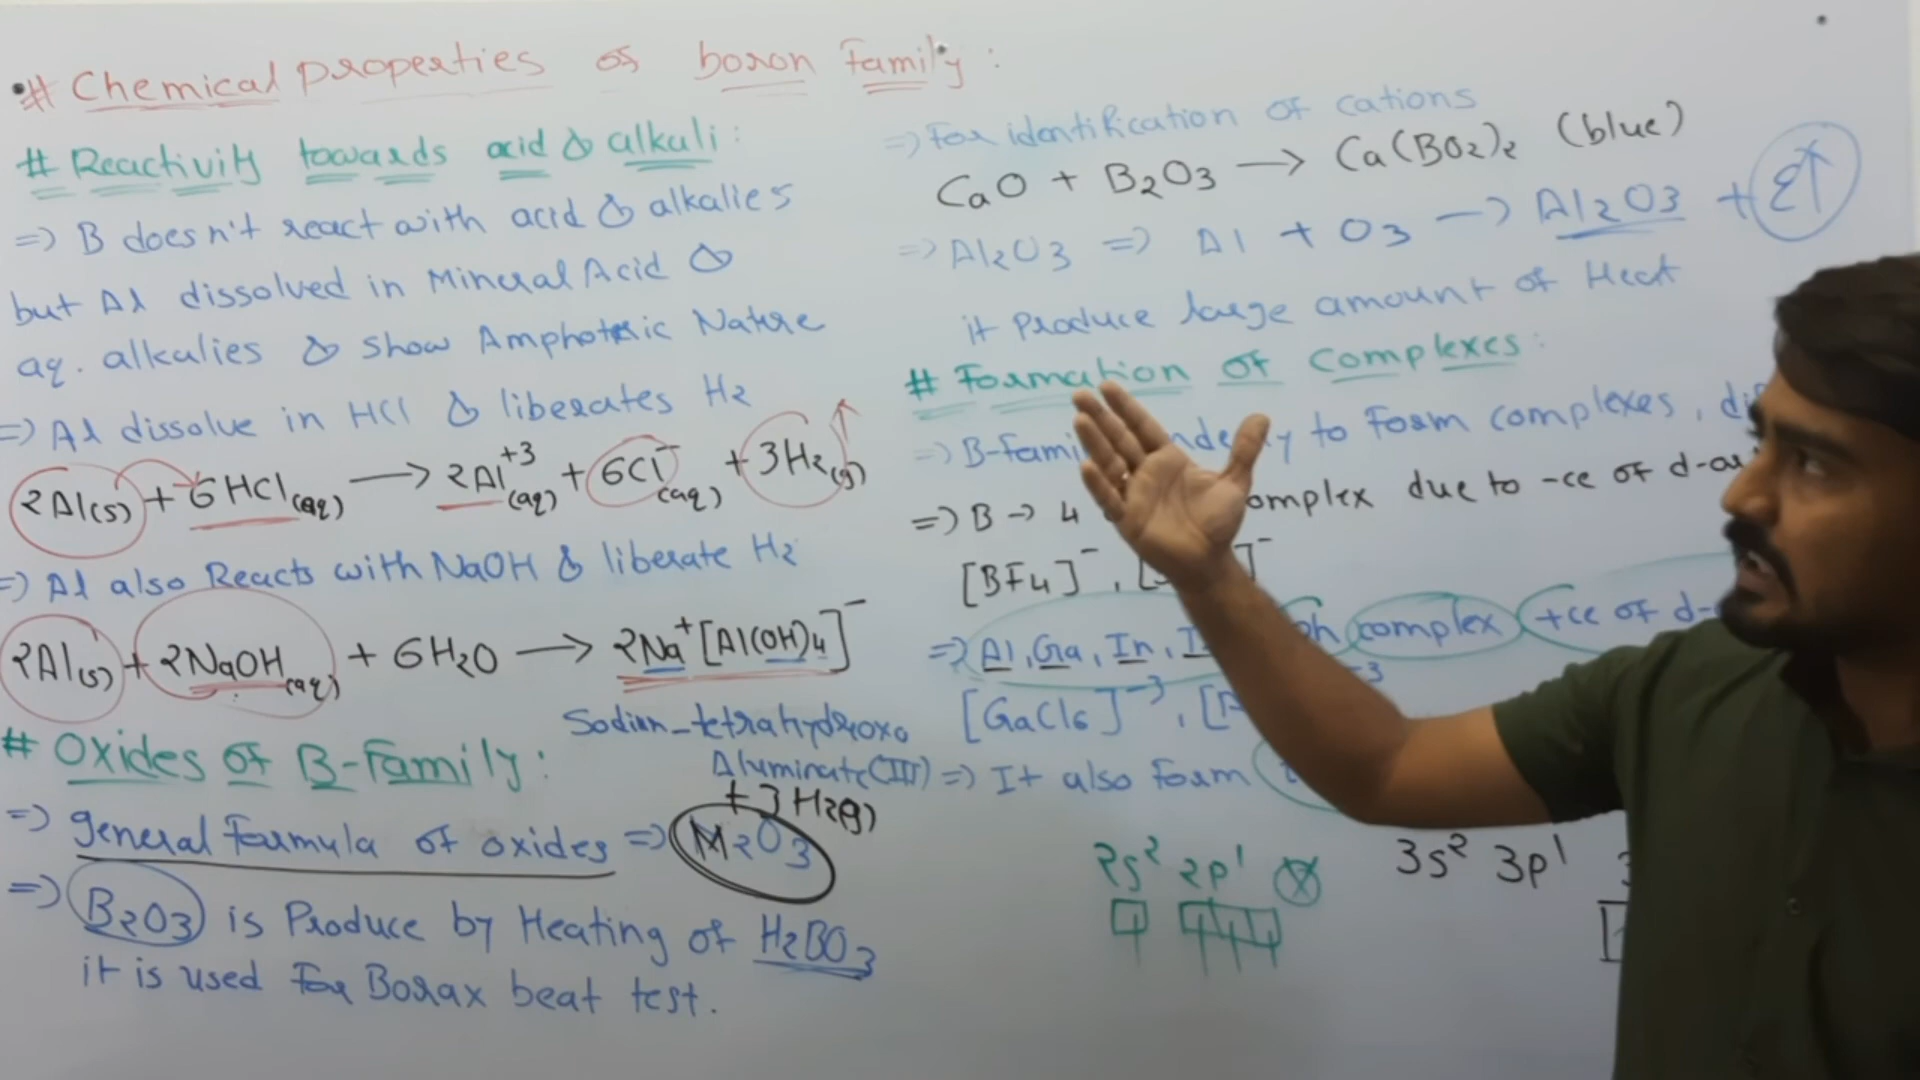 # Chemical properties of boron Family :
# Reactivity towards acid & alkali :
=> B doesn't react with acid & alkalies
but Al dissolved in Mineral Acid &
aq. alkalies & show Amphoteric Nature
=> Al dissolve in HCl & liberates H2
2Al(s) + 6HCl(aq) → 2Al+3(aq) + 6Cl-(aq) + 3H2(g) ↑
=> Al also Reacts with NaOH & liberate H2
2Al(s) + 2NaOH(aq) + 6H2O → 2Na+[Al(OH)4]-
Sodium-tetrahydroxo
Aluminate(III)
+ 3H2(g)
# Oxides of B-Family :
=> general formula of oxides => M2O3
=> B2O3 is Produce by Heating of H2BO3
it is used for Borax beat test.
=> For identification of cations
CaO + B2O3 → Ca(BO2)2 (blue)
=> Al2O3 => Al + O3 → Al2O3 + E↑
it Produce large amount of Heat
# Formation of Complexes :
=> B-Fami to form complexes,
=> B → 4 omplex due to -ce of d-
[BF4]-, [ ]-
=> Al, Ga, In, complex +ce of d-
[GaCl6]-3, [ -3
=> It also form
2s2 2p1
3s2 3p1